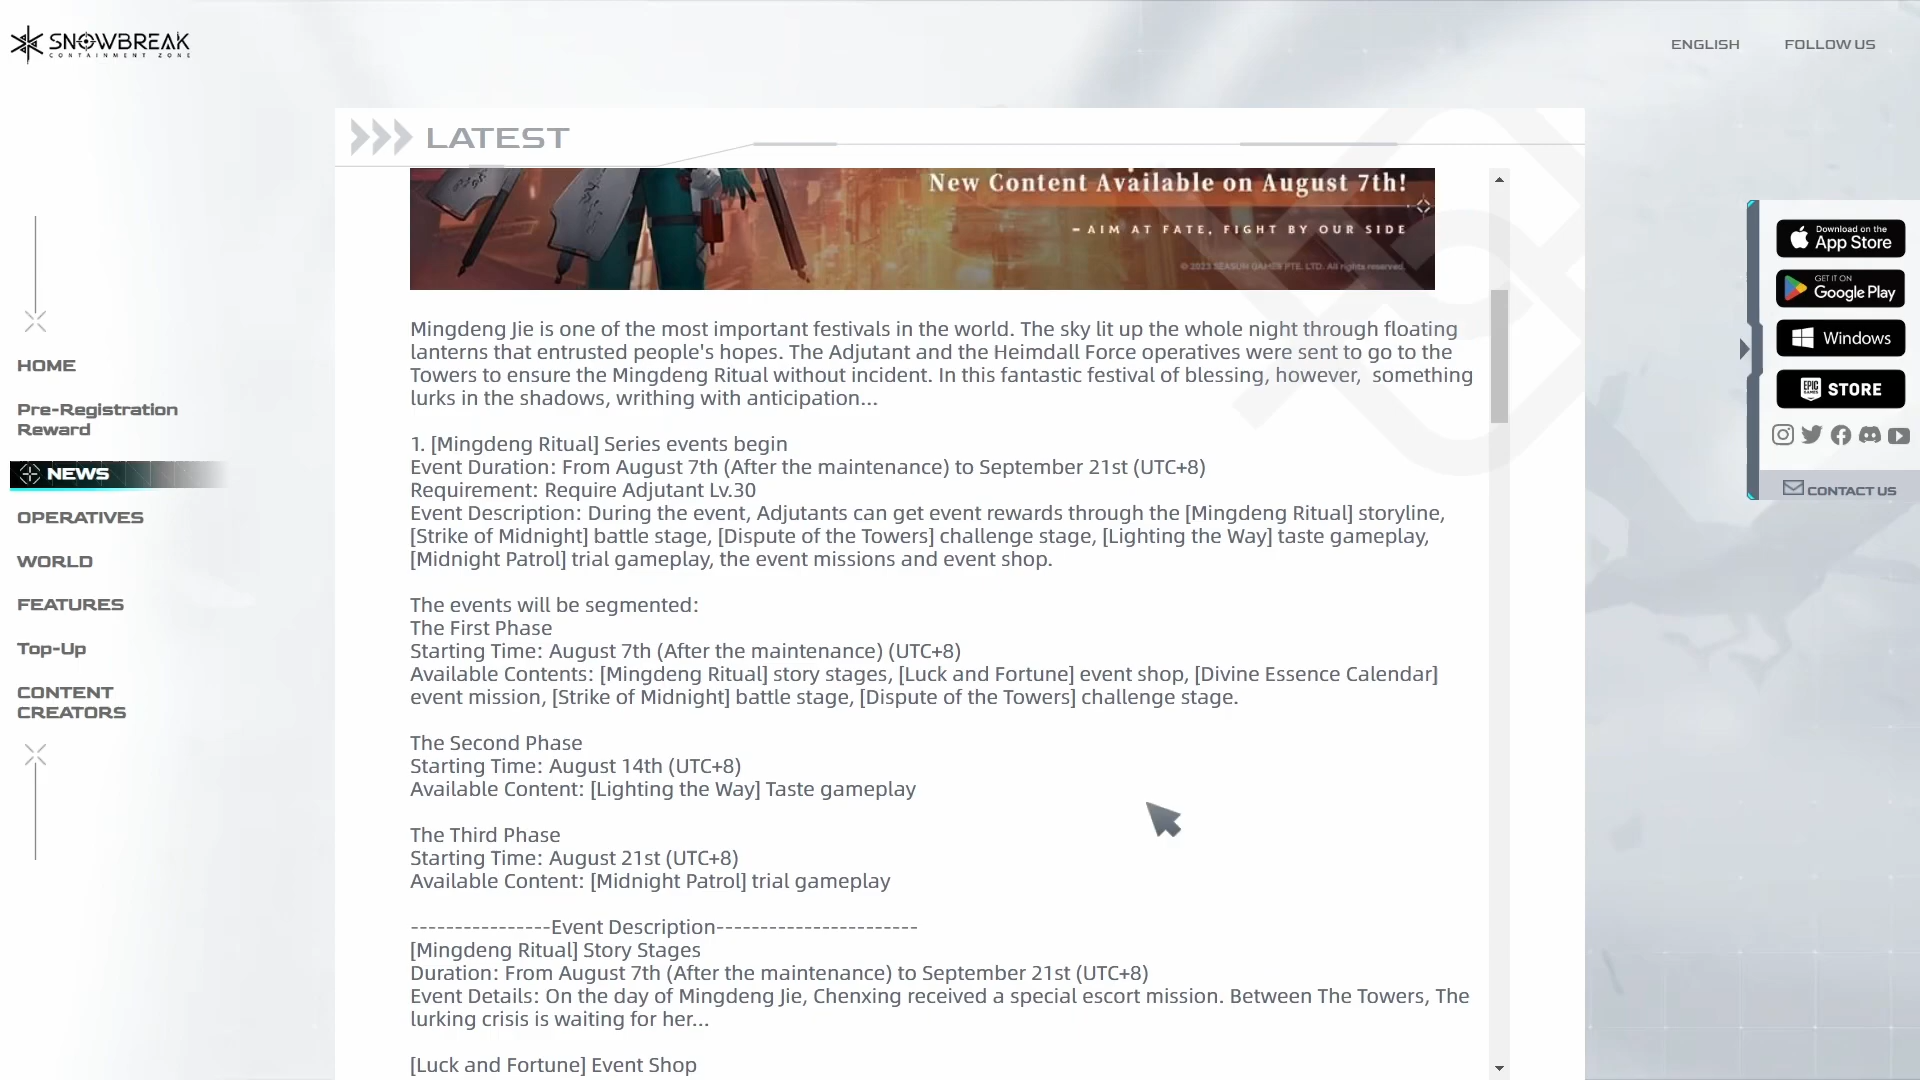 SNOWBREAK
CONTAINMENT ZONE
ENGLISH
FOLLOW US
LATEST
New Content Available on August 7th!
– AIM AT FATE, FIGHT BY OUR SIDE
© 2023 SEASUN GAMES PTE. LTD. All rights reserved.
Mingdeng Jie is one of the most important festivals in the world. The sky lit up the whole night through floating
lanterns that entrusted people's hopes. The Adjutant and the Heimdall Force operatives were sent to go to the
Towers to ensure the Mingdeng Ritual without incident. In this fantastic festival of blessing, however,  something
lurks in the shadows, writhing with anticipation...
1. [Mingdeng Ritual] Series events begin
Event Duration: From August 7th (After the maintenance) to September 21st (UTC+8)
Requirement: Require Adjutant Lv.30
Event Description: During the event, Adjutants can get event rewards through the [Mingdeng Ritual] storyline,
[Strike of Midnight] battle stage, [Dispute of the Towers] challenge stage, [Lighting the Way] taste gameplay,
[Midnight Patrol] trial gameplay, the event missions and event shop.
The events will be segmented:
The First Phase
Starting Time: August 7th (After the maintenance) (UTC+8)
Available Contents: [Mingdeng Ritual] story stages, [Luck and Fortune] event shop, [Divine Essence Calendar]
event mission, [Strike of Midnight] battle stage, [Dispute of the Towers] challenge stage.
The Second Phase
Starting Time: August 14th (UTC+8)
Available Content: [Lighting the Way] Taste gameplay
The Third Phase
Starting Time: August 21st (UTC+8)
Available Content: [Midnight Patrol] trial gameplay
---------------Event Description----------------------
[Mingdeng Ritual] Story Stages
Duration: From August 7th (After the maintenance) to September 21st (UTC+8)
Event Details: On the day of Mingdeng Jie, Chenxing received a special escort mission. Between The Towers, The
lurking crisis is waiting for her...
[Luck and Fortune] Event Shop
HOME
Pre-Registration
Reward
NEWS
OPERATIVES
WORLD
FEATURES
Top-Up
CONTENT
CREATORS
Download on the
App Store
GET IT ON
Google Play
Windows
EPIC
GAMES
STORE
CONTACT US